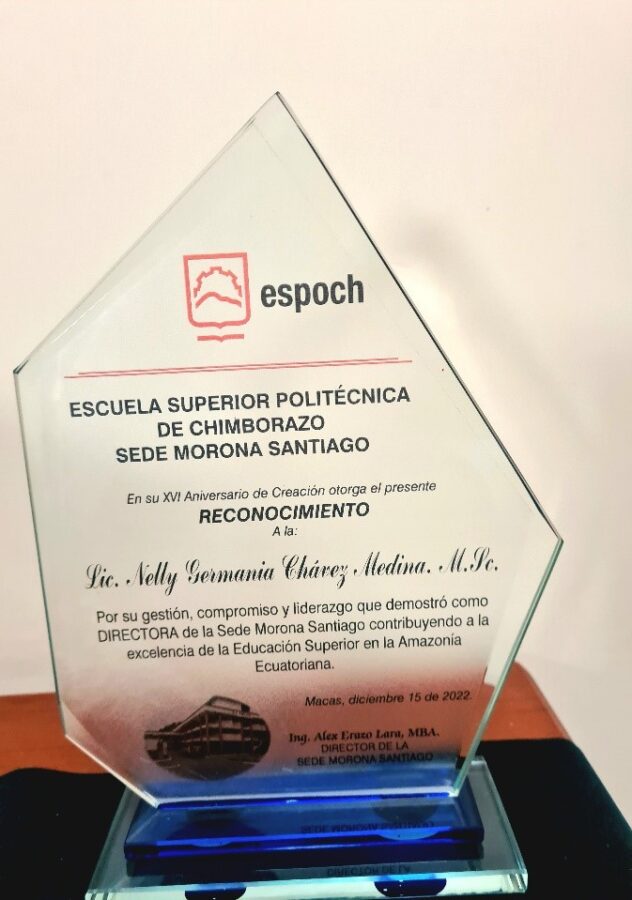 espoch
ESCUELA SUPERIOR POLITÉCNICA
DE CHIMBORAZO
SEDE MORONA SANTIAGO
En su XVI Aniversario de Creación otorga el presente
RECONOCIMIENTO
A la:
Lic. Nelly Germania Chávez Medina. M.Sc.
Por su gestión, compromiso y liderazgo que demostró como
DIRECTORA de la Sede Morona Santiago contribuyendo a la
excelencia de la Educación Superior en la Amazonía
Ecuatoriana.
Macas, diciembre 15 de 2022.
Ing. Alex Erazo Lara, MBA.
DIRECTOR DE LA
SEDE MORONA SANTIAGO